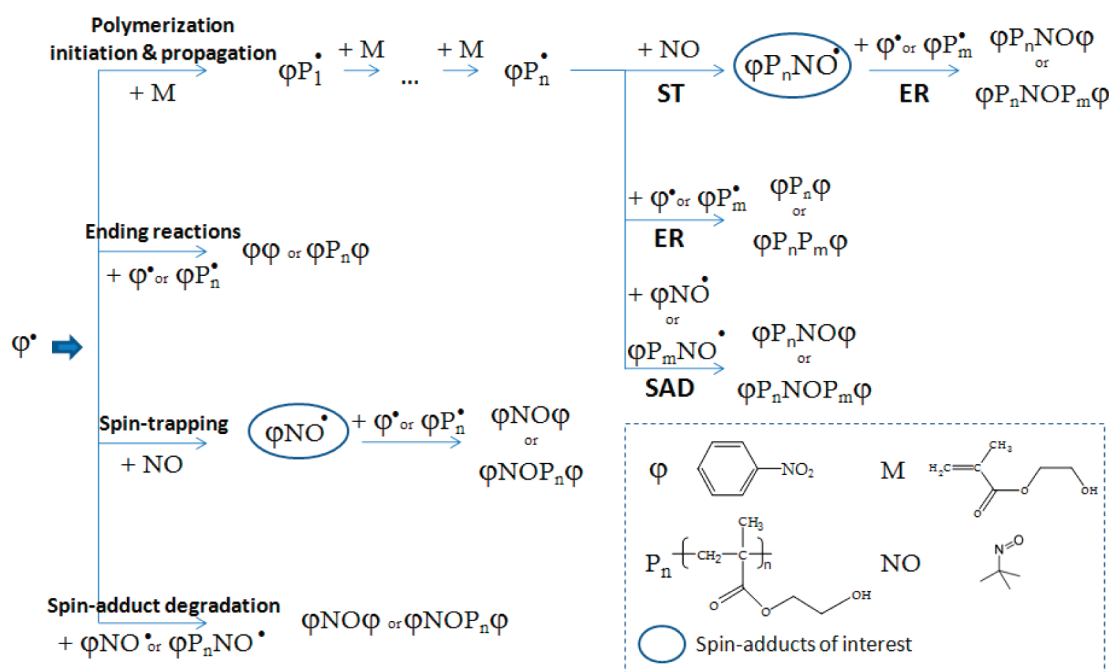 Polymerization
initiation & propagation
+ M
φP₁• + M ... + M φPₙ•
+ NO
ST
φPₙNO• + φ• or φPₘ•
ER
φPₙNOφ
or
φPₙNOPₘφ
+ φ• or φPₘ•
ER
φPₙφ
or
φPₙPₘφ
Ending reactions
+ φ• or φPₙ•
φφ or φPₙφ
+ φNO•
or
φPₘNO•
SAD
φPₙNOφ
or
φPₙNOPₘφ
φ•
Spin-trapping
+ NO
φNO• + φ• or φPₙ•
φNOφ
or
φNOPₙφ
Spin-adduct degradation
+ φNO• or φPₙNO•
φNOφ or φNOPₙφ
φ NO₂
M H₂C C CH₃ O O OH
Pₙ CH₂ C CH₃ n O O OH
NO N O
Spin-adducts of interest